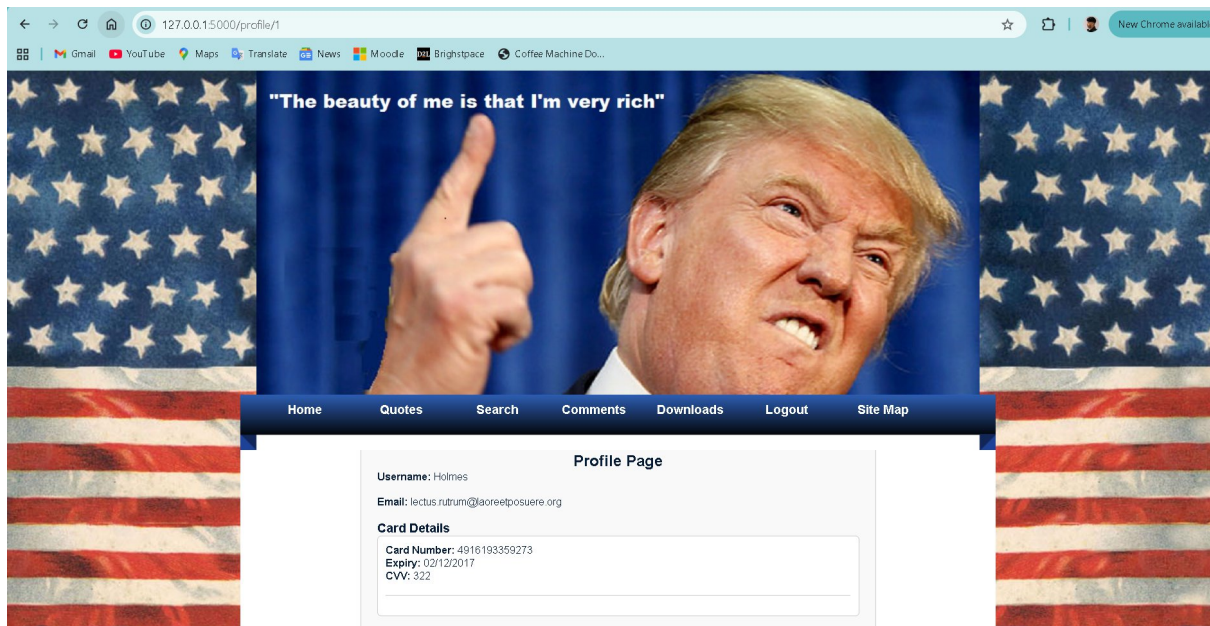 127.0.0.1:5000/profile/1
New Chrome availabl
Gmail YouTube Maps Translate News Moodle Brighstpace Coffee Machine Do...
"The beauty of me is that I'm very rich"
Home Quotes Search Comments Downloads Logout Site Map
Profile Page
Username: Holmes
Email: lectus.rutrum@laoreetposuere.org
Card Details
Card Number: 4916193359273
Expiry: 02/12/2017
CVV: 322